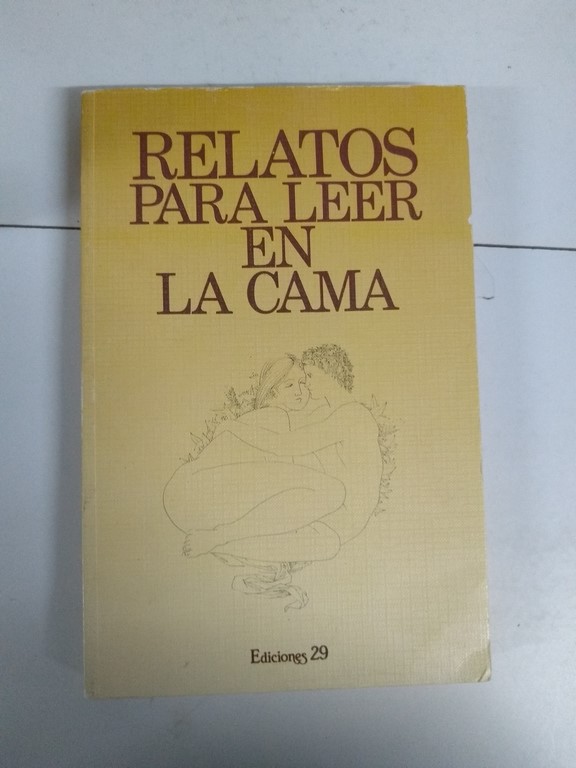 RELATOS
PARA LEER
EN
LA CAMA
Ediciones 29